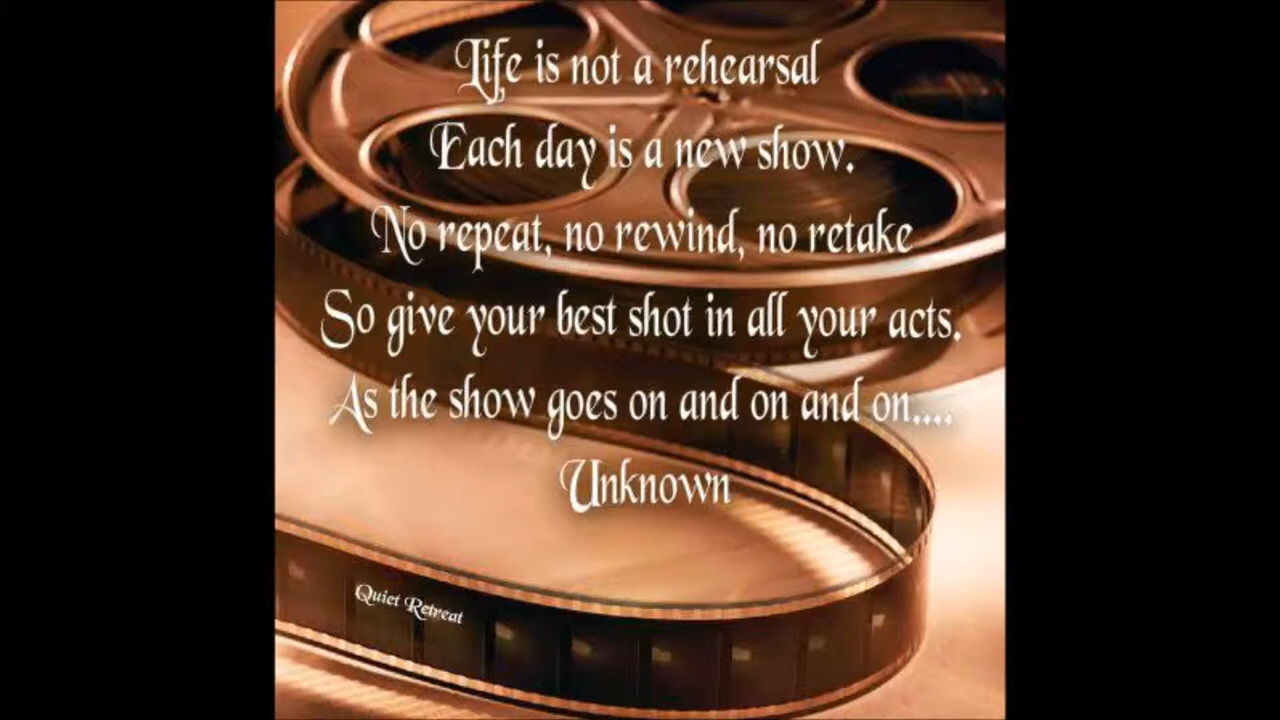 Life is not a rehearsal
Each day is a new show.
No repeat, no rewind, no retake
So give your best shot in all your acts.
As the show goes on and on and on....
Unknown
Quiet Retreat